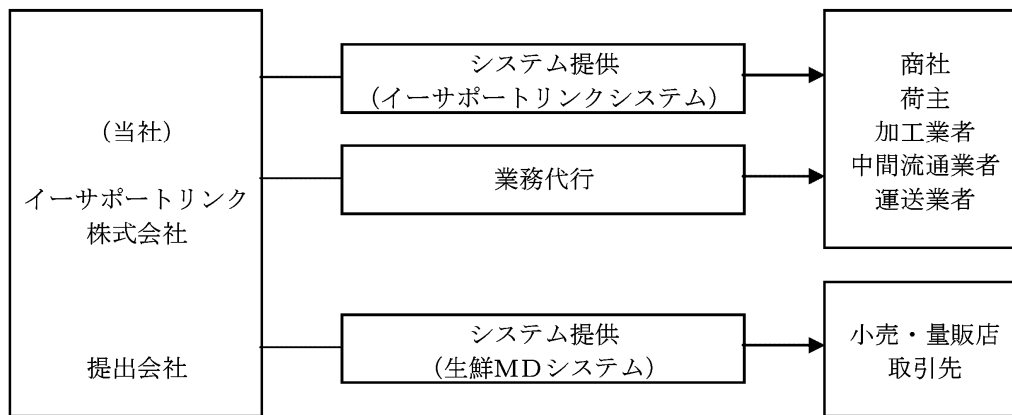 （当社）
イーサポートリンク
株式会社
提出会社
システム提供
（イーサポートリンクシステム）
業務代行
システム提供
（生鮮ＭＤシステム）
商社
荷主
加工業者
中間流通業者
運送業者
小売・量販店
取引先